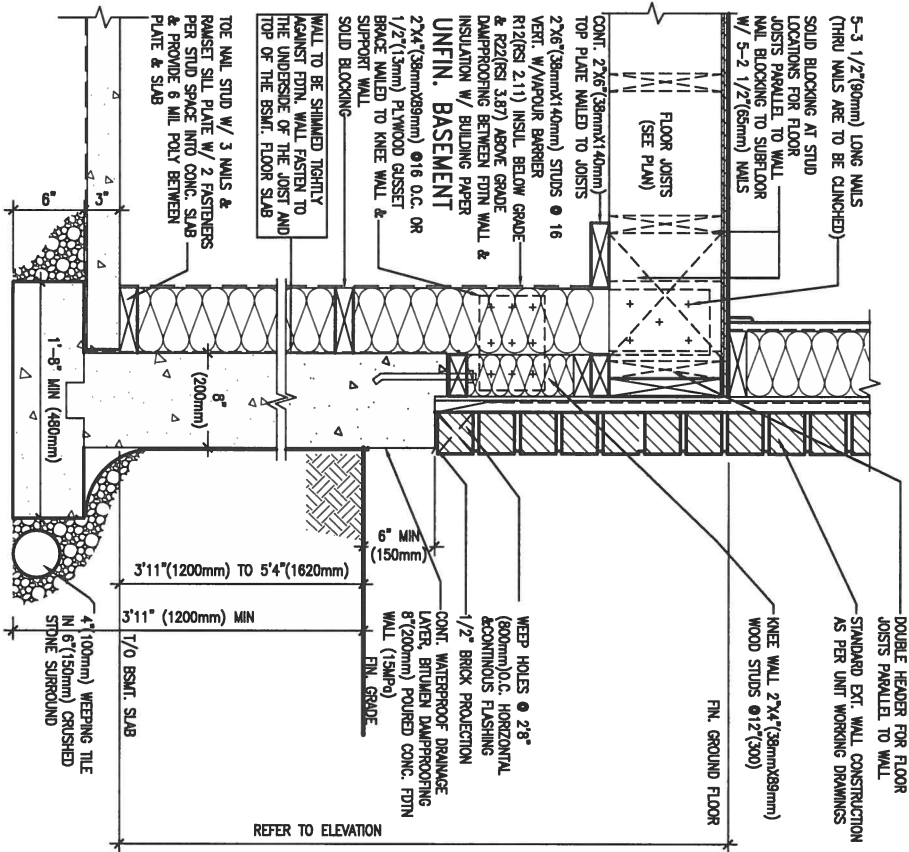 5-3 1/2"(90mm) LONG NAILS
(THRU NAILS ARE TO BE CLINCHED)
SOLID BLOCKING AT STUD
LOCATIONS FOR FLOOR
JOISTS PARALLEL TO WALL
NAIL BLOCKING TO SUBFLOOR
W/ 5-2 1/2"(65mm) NAILS
FLOOR JOISTS
(SEE PLAN)
CONT. 2"X6"(38mmX140mm)
TOP PLATE NAILED TO JOISTS
2"X6"(38mmX140mm) STUDS @ 16
VERT. W/VAPOUR BARRIER
R12(RSI 2.11) INSUL BELOW GRADE
& R22(RSI 3.87) ABOVE GRADE
DAMPPROOFING BETWEEN FDTN WALL &
INSULATION W/ BUILDING PAPER
UNFIN. BASEMENT
2"X4"(38mmX89mm) @16 O.C. OR
1/2"(13mm) PLYWOOD GUSSET
BRACE NAILED TO KNEE WALL &
SUPPORT WALL
SOLID BLOCKING
WALL TO BE SHIMMED TIGHTLY
AGAINST FDTN. WALL FASTEN TO
THE UNDERSIDE OF THE JOIST AND
TOP OF THE BSMT. FLOOR SLAB
TOE NAIL STUD W/ 3 NAILS &
RAMSET SILL PLATE W/ 2 FASTENERS
PER STUD SPACE INTO CONC. SLAB
& PROVIDE 6 MIL POLY BETWEEN
PLATE & SLAB
6"
3"
1'-8" MIN (480mm)
8"
(200mm)
DOUBLE HEADER FOR FLOOR
JOISTS PARALLEL TO WALL
STANDARD EXT. WALL CONSTRUCTION
AS PER UNIT WORKING DRAWINGS
KNEE WALL 2"X4"(38mmX89mm)
WOOD STUDS @12"(300)
FIN. GROUND FLOOR
WEEP HOLES @ 2'8"
(800mm)O.C. HORIZONTAL
&CONTINOUS FLASHING
1/2" BRICK PROJECTION
CONT. WATERPROOF DRAINAGE
LAYER, BITUMEN DAMPPROOFING
8"(200mm) POURED CONC. FDTN
WALL (15MPa)
6" MIN
(150mm)
FIN. GRADE
3'11"(1200mm) TO 5'4"(1620mm)
3'11" (1200mm) MIN
T/O BSMT. SLAB
4"(100mm) WEEPING TILE
IN 6"(150mm) CRUSHED
STONE SURROUND
REFER TO ELEVATION